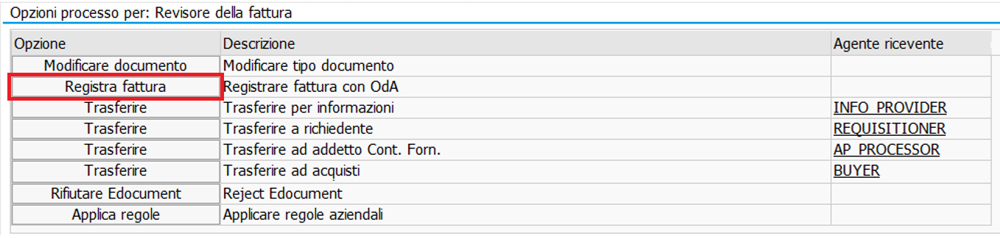 Opzioni processo per: Revisore della fattura
Opzione Descrizione Agente ricevente
Modificare documento Modificare tipo documento
Registra fattura Registrare fattura con OdA
Trasferire Trasferire per informazioni INFO_PROVIDER
Trasferire Trasferire a richiedente REQUISITIONER
Trasferire Trasferire ad addetto Cont. Forn. AP_PROCESSOR
Trasferire Trasferire ad acquisti BUYER
Rifiutare Edocument Reject Edocument
Applica regole Applicare regole aziendali